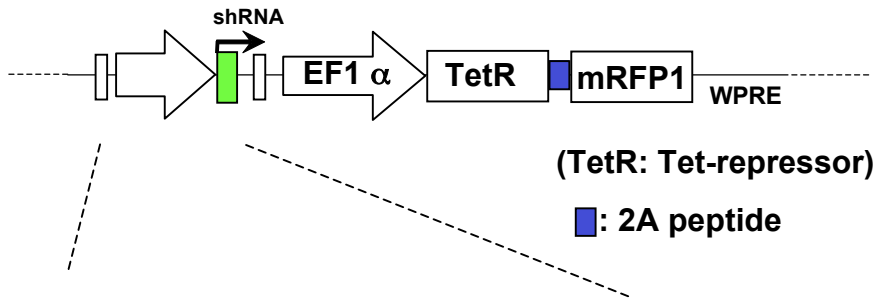 shRNA
EF1 α TetR mRFP1
WPRE
(TetR: Tet-repressor)
: 2A peptide